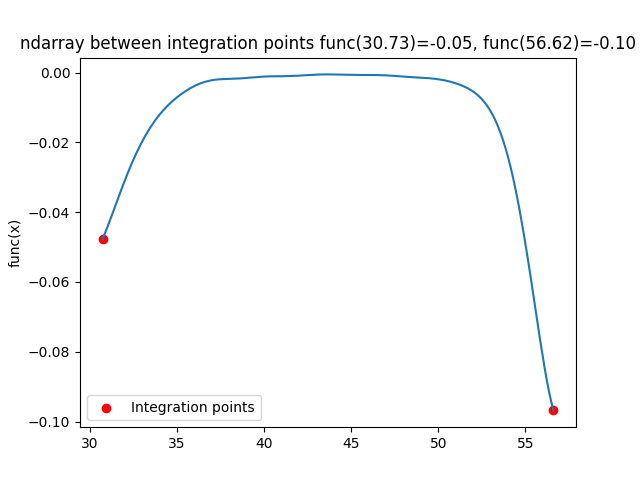 ndarray between integration points func(30.73)=-0.05, func(56.62)=-0.10
0.00
−0.02
−0.04
−0.06
−0.08
−0.10
func(x)
Integration points
30 35 40 45 50 55